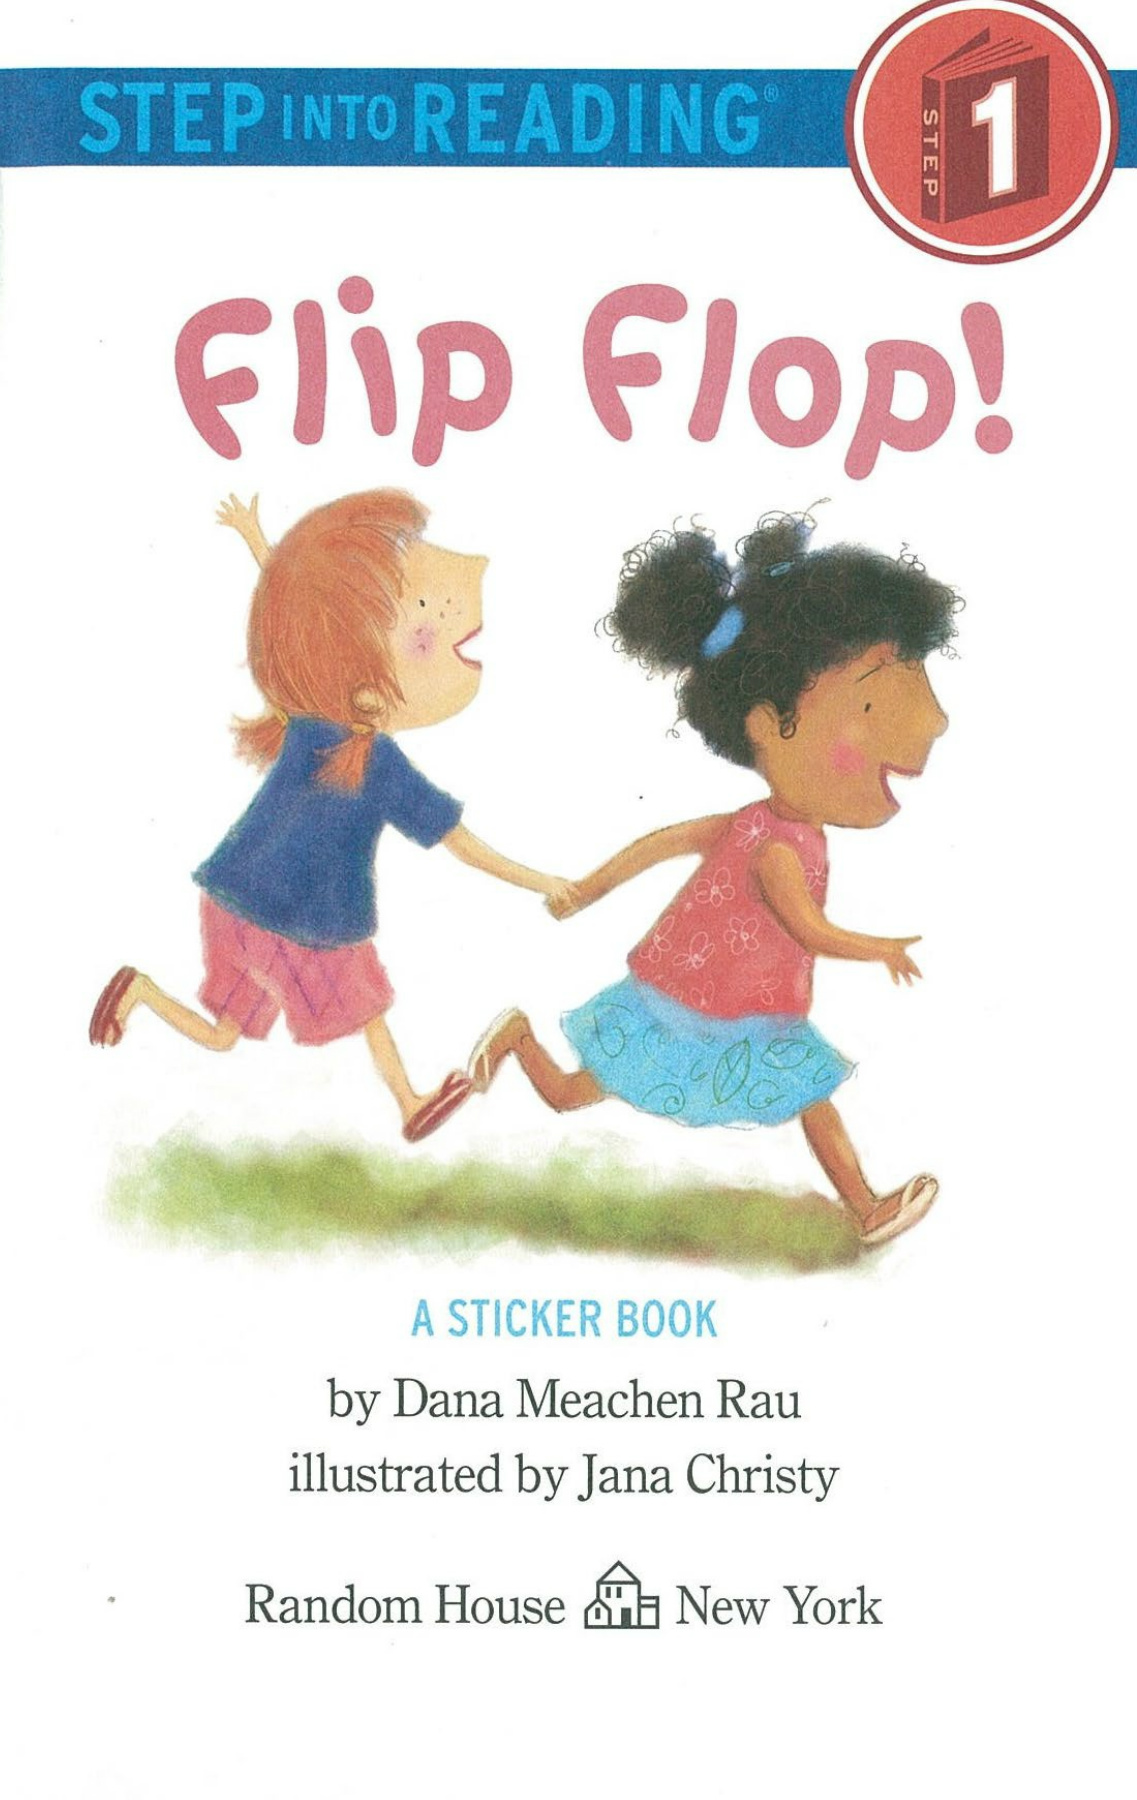 STEP INTO READING®
STEP 1
Flip Flop!
A STICKER BOOK
by Dana Meachen Rau
illustrated by Jana Christy
Random House New York